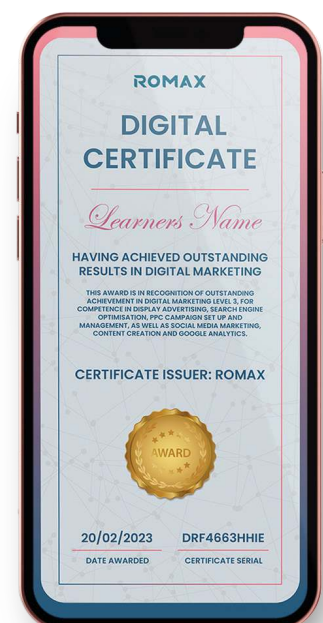 ROMAX
DIGITAL
CERTIFICATE
Learners Name
HAVING ACHIEVED OUTSTANDING
RESULTS IN DIGITAL MARKETING
THIS AWARD IS IN RECOGNITION OF OUTSTANDING
ACHIEVEMENT IN DIGITAL MARKETING LEVEL 3, FOR
COMPETENCE IN DISPLAY ADVERTISING, SEARCH ENGINE
OPTIMISATION, PPC CAMPAIGN SET UP AND
MANAGEMENT, AS WELL AS SOCIAL MEDIA MARKETING,
CONTENT CREATION AND GOOGLE ANALYTICS.
CERTIFICATE ISSUER: ROMAX
AWARD
20/02/2023 DRF4663HHIE
DATE AWARDED CERTIFICATE SERIAL